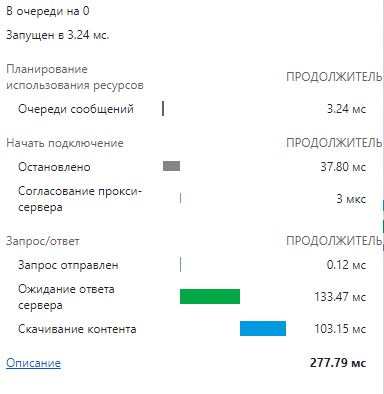 В очереди на 0
Запущен в 3.24 мс.
Планирование
использования ресурсов
ПРОДОЛЖИТЕЛЬ
Очереди сообщений 3.24 мс
Начать подключение ПРОДОЛЖИТЕЛЬ
Остановлено 37.80 мс
Согласование прокси-
сервера
3 мкс
Запрос/ответ ПРОДОЛЖИТЕЛЬ
Запрос отправлен 0.12 мс
Ожидание ответа
сервера
133.47 мс
Скачивание контента 103.15 мс
Описание 277.79 мс